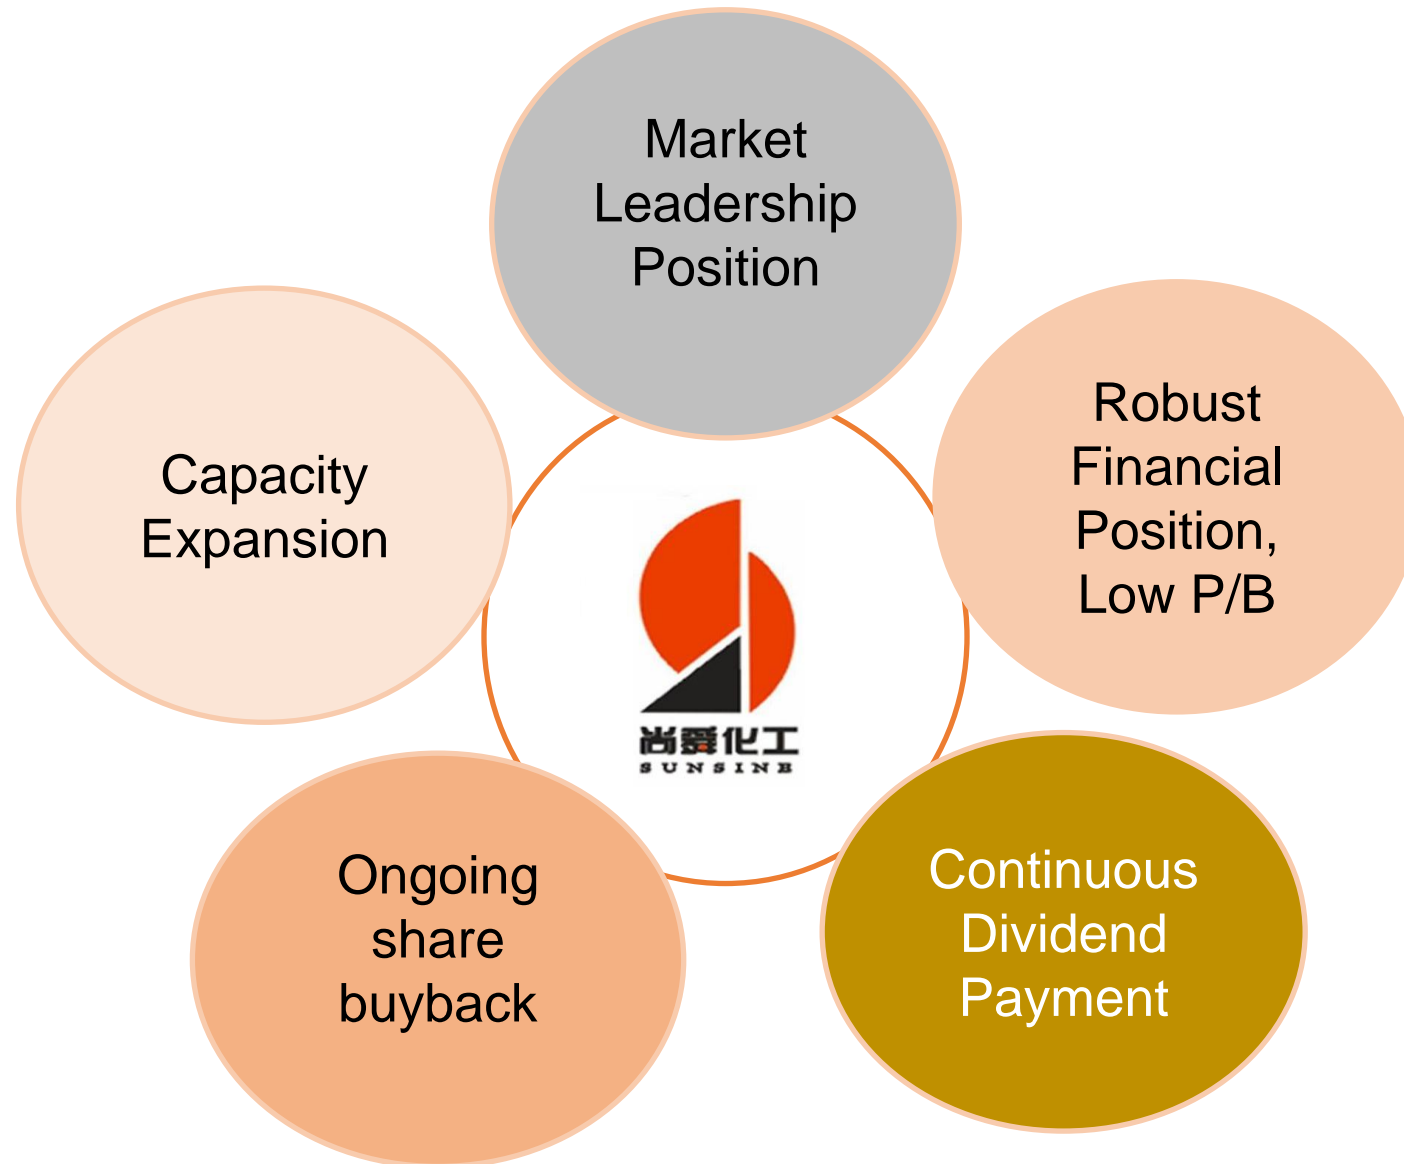 Market
Leadership
Position
Robust
Financial
Position,
Low P/B
Continuous
Dividend
Payment
Ongoing
share
buyback
Capacity
Expansion
尚舜化工
SUNSINE